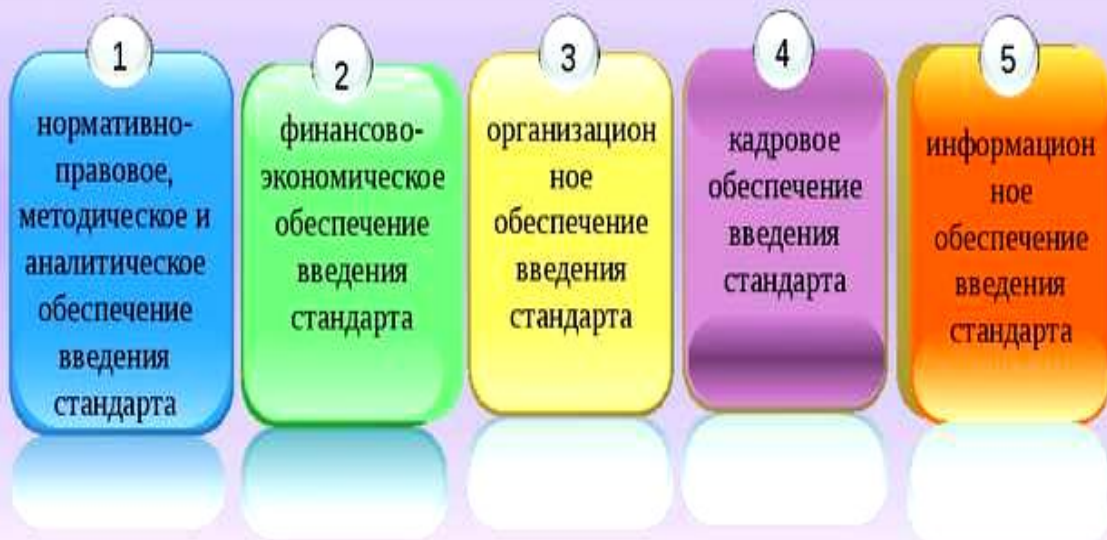 1
нормативно-
правовое,
методическое и
аналитическое
обеспечение
введения
стандарта
2
финансово-
экономическое
обеспечение
введения
стандарта
3
организацион
ное
обеспечение
введения
стандарта
4
кадровое
обеспечение
введения
стандарта
5
информацион
ное
обеспечение
введения
стандарта